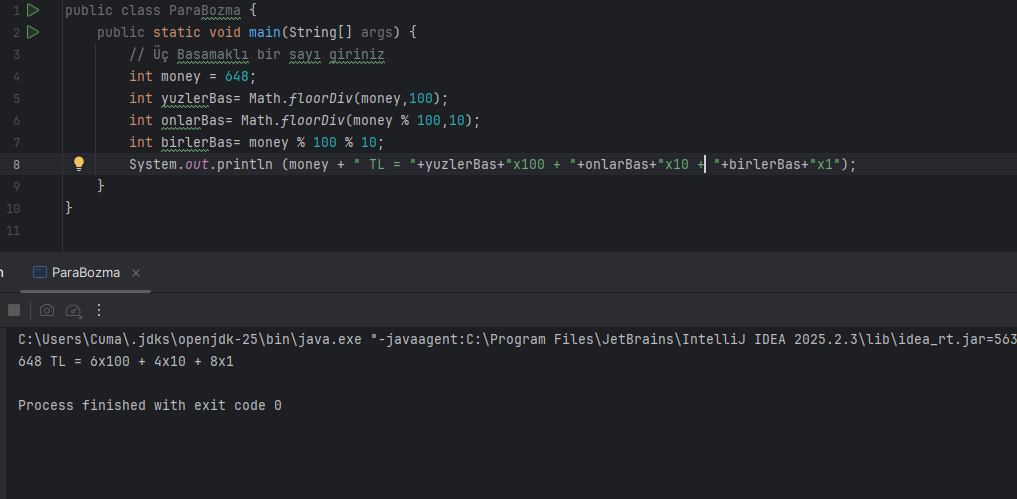 1 public class ParaBozma {
2 public static void main(String[] args) {
3 // Üç Basamaklı bir sayı giriniz
4 int money = 648;
5 int yuzlerBas= Math.floorDiv(money,100);
6 int onlarBas= Math.floorDiv(money % 100,10);
7 int birlerBas= money % 100 % 10;
8 System.out.println (money + " TL = "+yuzlerBas+"x100 + "+onlarBas+"x10 + "+birlerBas+"x1");
9 }
10 }
11
n ParaBozma
C:\Users\Cuma\.jdks\openjdk-25\bin\java.exe "-javaagent:C:\Program Files\JetBrains\IntelliJ IDEA 2025.2.3\lib\idea_rt.jar=563
648 TL = 6x100 + 4x10 + 8x1
Process finished with exit code 0